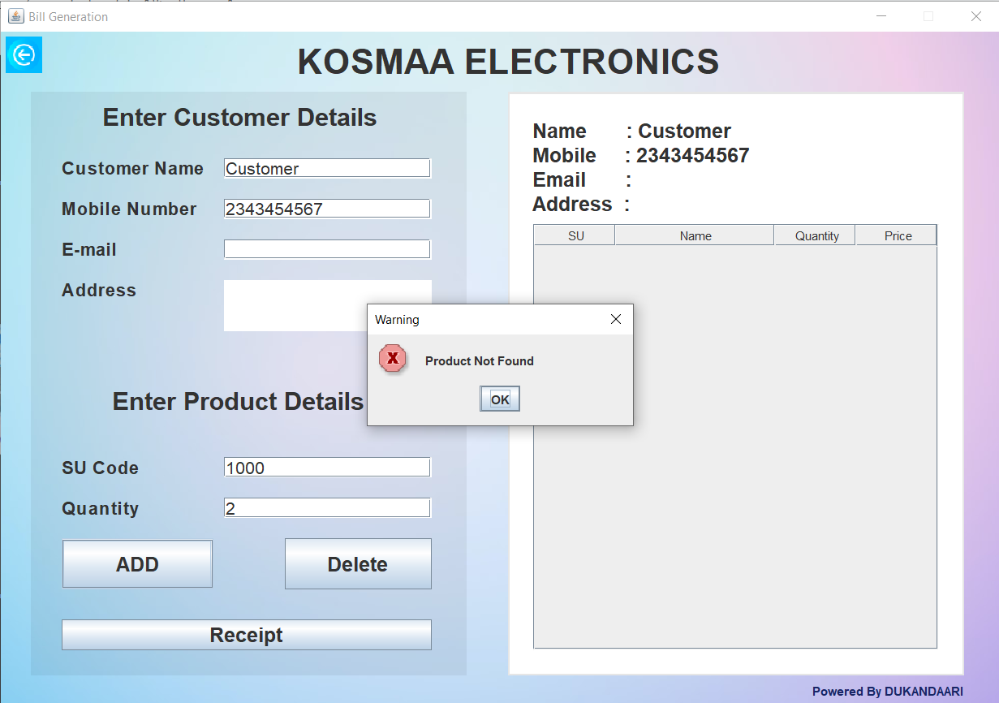 Bill Generation
KOSMAA ELECTRONICS
Enter Customer Details
Customer Name Customer
Mobile Number 2343454567
E-mail
Address
Enter Product Details
SU Code 1000
Quantity 2
ADD Delete
Receipt
Name : Customer
Mobile : 2343454567
Email :
Address :
SU Name Quantity Price
Warning
X Product Not Found
OK
Powered By DUKANDAARI